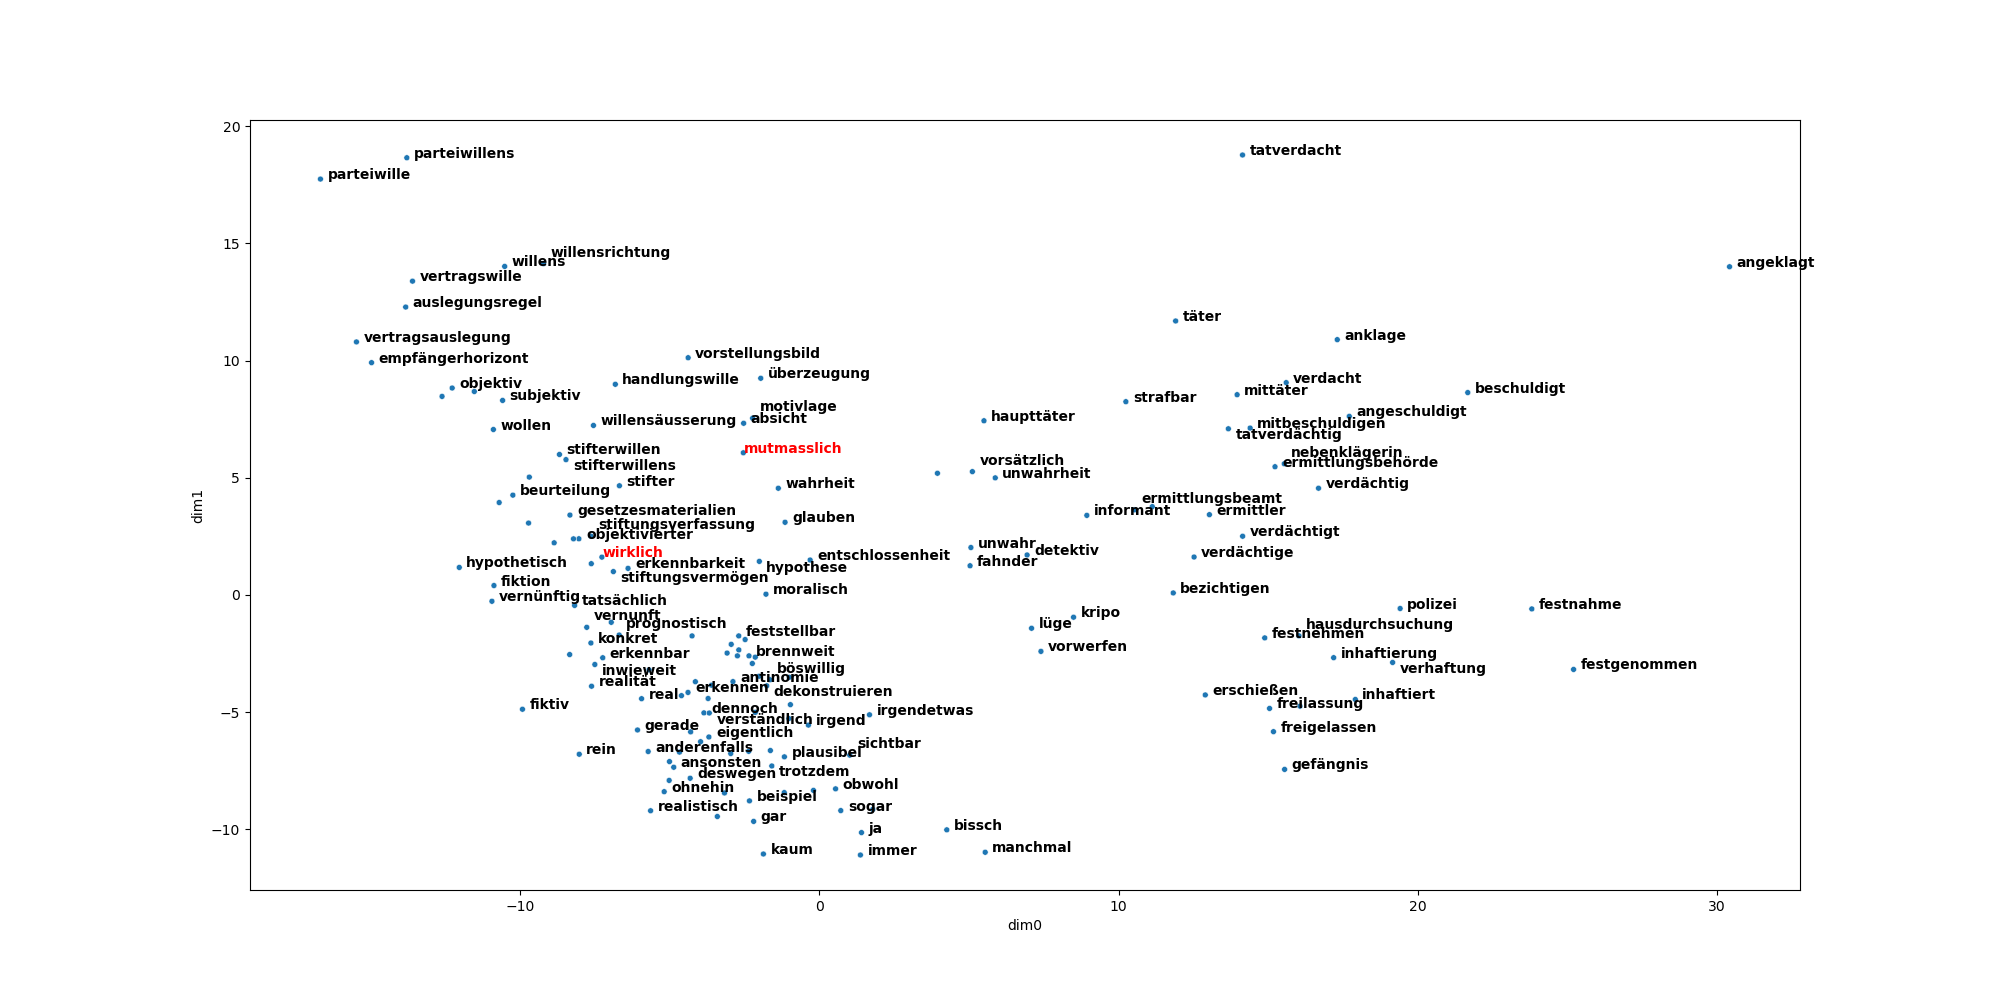 20
parteiwillens
tatverdacht
parteiwille
15
willensrichtung
willens
angeklagt
vertragswille
auslegungsregel
täter
vertragsauslegung
anklage
10
empfängerhorizont
vorstellungsbild
überzeugung
handlungswille
verdacht
objektiv
subjektiv
mittäter
beschuldigt
strafbar
motivlage
absicht
haupttäter
angeschuldigt
willensäusserung
mitbeschuldigen
wollen
tatverdächtig
stifterwillen
mutmasslich
nebenklägerin
stifterwillens
vorsätzlich
ermittlungsbehörde
5
stifter
unwahrheit
wahrheit
verdächtig
beurteilung
ermittlungsbeamt
gesetzesmaterialien
informant
ermittler
dim1
stiftungsverfassung
glauben
objektivierter
verdächtigt
wirklich
unwahr
detektiv
verdächtige
hypothetisch
erkennbarkeit
entschlossenheit
hypothese
fahnder
stiftungsvermögen
fiktion
moralisch
bezichtigen
0
vernünftig
tatsächlich
polizei
festnahme
vernunft
prognostisch
kripo
lüge
hausdurchsuchung
feststellbar
festnehmen
konkret
vorwerfen
erkennbar
brennweit
inhaftierung
inwieweit
böswillig
verhaftung
festgenommen
realität
antinomie
real
erkennen
dekonstruieren
erschießen
inhaftiert
fiktiv
−5
dennoch
irgendetwas
freilassung
gerade
verständlich
irgend
freigelassen
eigentlich
rein
anderenfalls
plausibel
sichtbar
ansonsten
gefängnis
deswegen
trotzdem
ohnehin
obwohl
realistisch
beispiel
sogar
gar
−10
ja
bissch
kaum
immer
manchmal
−10
0
10
20
30
dim0